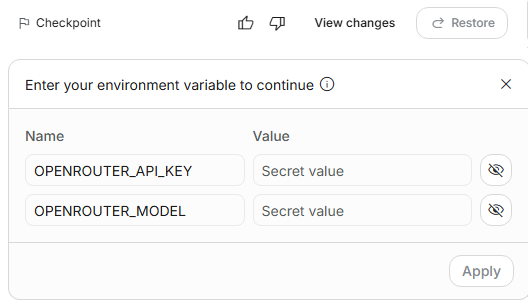 Checkpoint View changes Restore
Enter your environment variable to continue
Name Value
OPENROUTER_API_KEY Secret value
OPENROUTER_MODEL Secret value
Apply